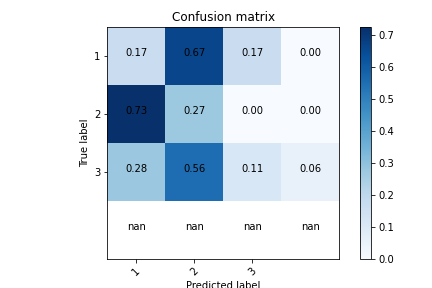 Confusion matrix
1 0.17 0.67 0.17 0.00
2 0.73 0.27 0.00 0.00
3 0.28 0.56 0.11 0.06
nan nan nan nan
1 2 3
True label
Predicted label
0.7
0.6
0.5
0.4
0.3
0.2
0.1
0.0